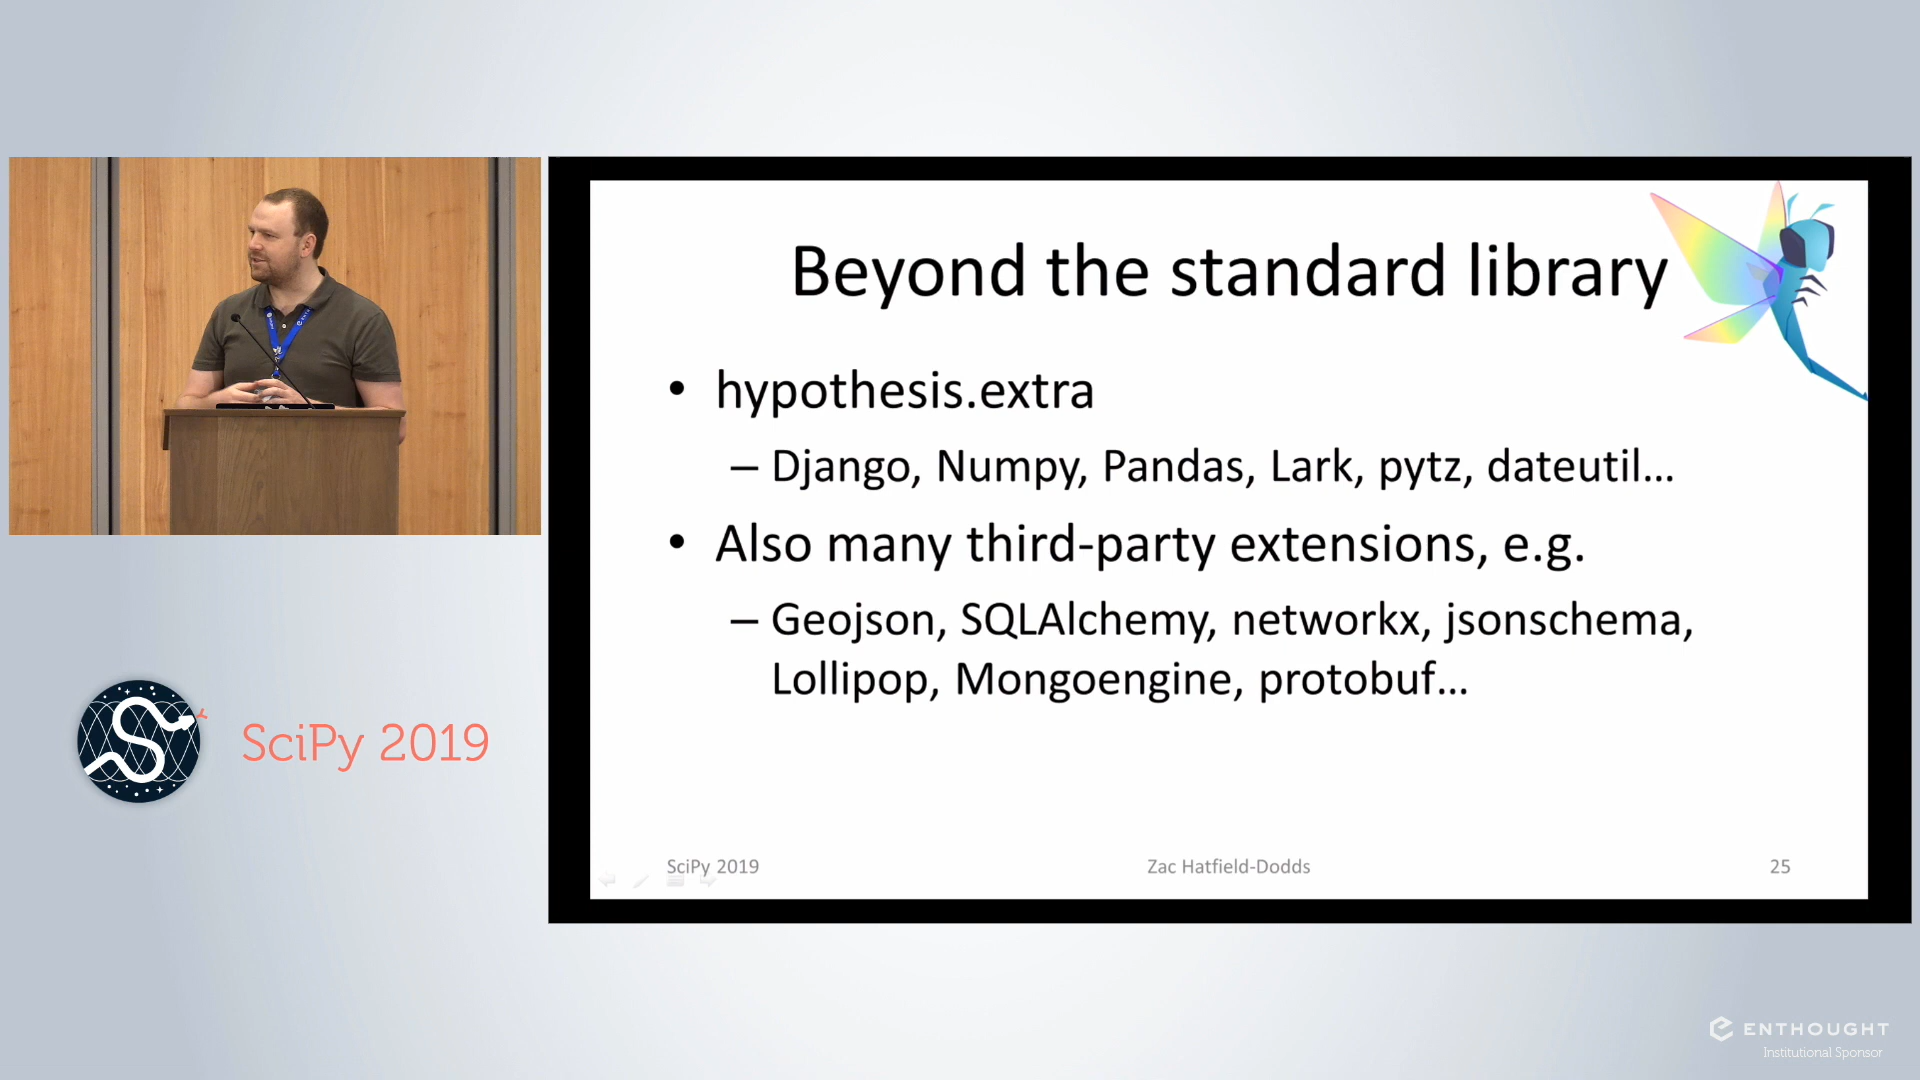 Beyond the standard library
• hypothesis.extra
– Django, Numpy, Pandas, Lark, pytz, dateutil…
• Also many third-party extensions, e.g.
– Geojson, SQLAlchemy, networkx, jsonschema,
Lollipop, Mongoengine, protobuf…
SciPy 2019
Zac Hatfield-Dodds
25
SciPy 2019
ENTHOUGHT
Institutional Sponsor